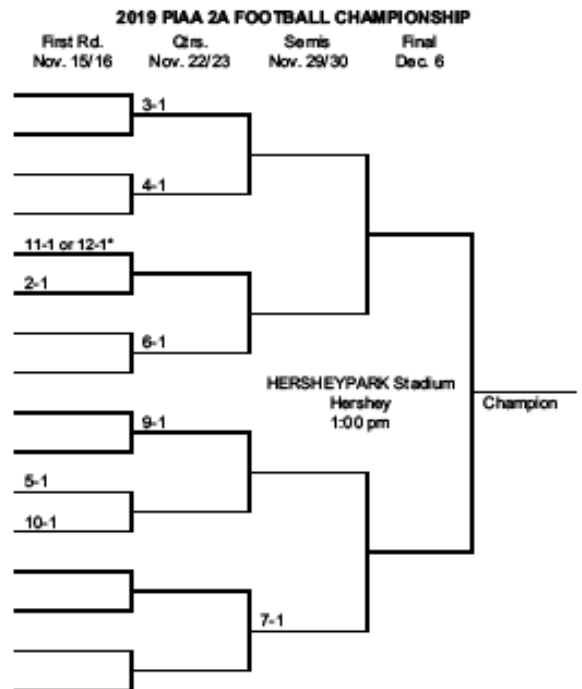 2019 PIAA 2A FOOTBALL CHAMPIONSHIP
First Rd. Qtrs. Semis Final
Nov. 15/16 Nov. 22/23 Nov. 29/30 Dec. 6
3-1
4-1
11-1 or 12-1*
2-1
6-1
HERSHEYPARK Stadium
Hershey
1:00 pm
Champion
9-1
5-1
10-1
7-1